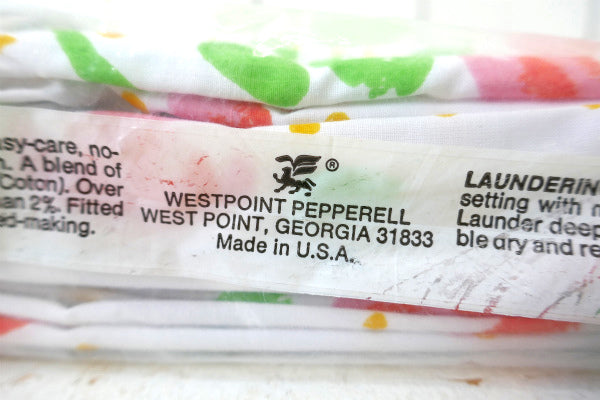 asy-care, no-
n. A blend of
Coton). Over
an 2%. Fitted
ed-making.
®
WESTPOINT PEPPERELL
WEST POINT, GEORGIA 31833
Made in U.S.A.
LAUNDERIN
setting with m
Launder deep
ble dry and re